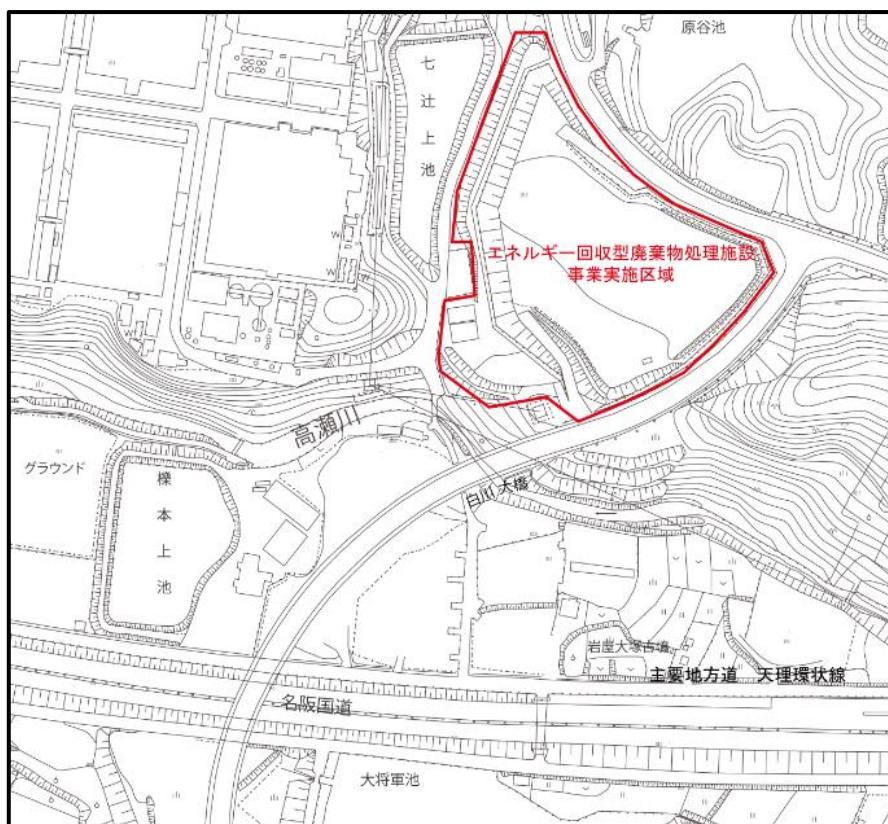 原谷池
七辻上池
エネルギー回収型廃棄物処理施設
事業実施区域
高瀬川
グラウンド
櫟本上池
白川大橋
岩屋大塚古墳
主要地方道　天理環状線
名阪国道
大将軍池